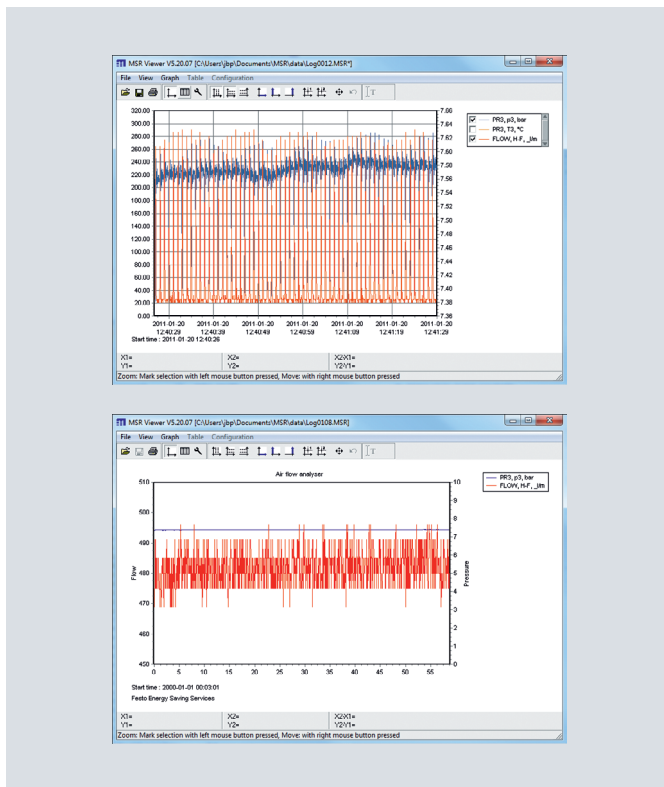 MSR Viewer V5.20.07 [C:\Users\jbp\Documents\MSR\data\Log0012.MSR*]
File View Graph Table Configuration
320.00
300.00
280.00
260.00
240.00
220.00
200.00
180.00
160.00
140.00
120.00
100.00
80.00
60.00
40.00
20.00
0.00
7.66
7.64
7.62
7.60
7.58
7.56
7.54
7.52
7.50
7.48
7.46
7.44
7.42
7.40
7.38
7.36
PR3, p3, bar
PR3, T3, °C
FLOW, H-F, _l/m
2011-01-20 2011-01-20 2011-01-20 2011-01-20 2011-01-20 2011-01-20 2011-01-20
12:40:29 12:40:39 12:40:49 12:40:59 12:41:09 12:41:19 12:41:29
Start time : 2011-01-20 12:40:26
X1= X2= X2-X1=
Y1= Y2= Y2-Y1=
Zoom: Mark selection with left mouse button pressed, Move: with right mouse button pressed
MSR Viewer V5.20.07 [C:\Users\jbp\Documents\MSR\data\Log0108.MSR]
File View Graph Table Configuration
Air flow analyser
510
500
490
480
470
460
450
Flow
10
9
8
7
6
5
4
3
2
1
0
Pressure
PR3, p3, bar
FLOW, H-F, _l/m
0 5 10 15 20 25 30 35 40 45 50 55
Start time : 2000-01-01 00:03:01
Festo Energy Saving Services
X1= X2= X2-X1=
Y1= Y2= Y2-Y1=
Zoom: Mark selection with left mouse button pressed, Move: with right mouse button pressed